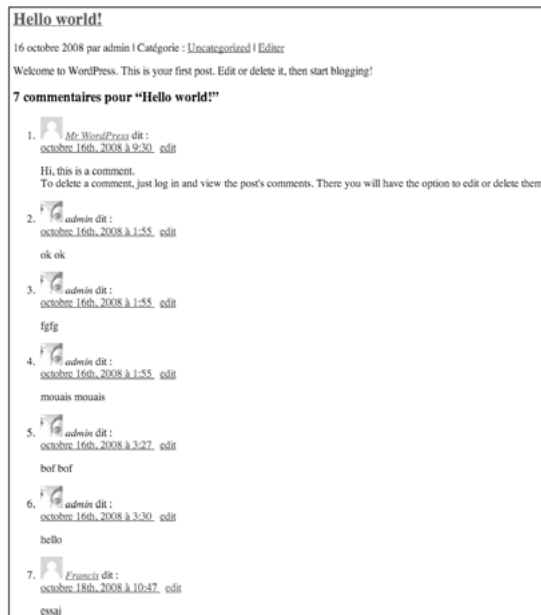 Hello world!
16 octobre 2008 par admin | Catégorie : Uncategorized | Editer
Welcome to WordPress. This is your first post. Edit or delete it, then start blogging!
7 commentaires pour “Hello world!”
1. Mr WordPress dit :
octobre 16th, 2008 à 9:30 edit
Hi, this is a comment.
To delete a comment, just log in and view the post's comments. There you will have the option to edit or delete them
2. admin dit :
octobre 16th, 2008 à 1:55 edit
ok ok
3. admin dit :
octobre 16th, 2008 à 1:55 edit
fgfg
4. admin dit :
octobre 16th, 2008 à 1:55 edit
mouais mouais
5. admin dit :
octobre 16th, 2008 à 3:27 edit
bof bof
6. admin dit :
octobre 16th, 2008 à 3:30 edit
hello
7. Francis dit :
octobre 18th, 2008 à 10:47 edit
essai